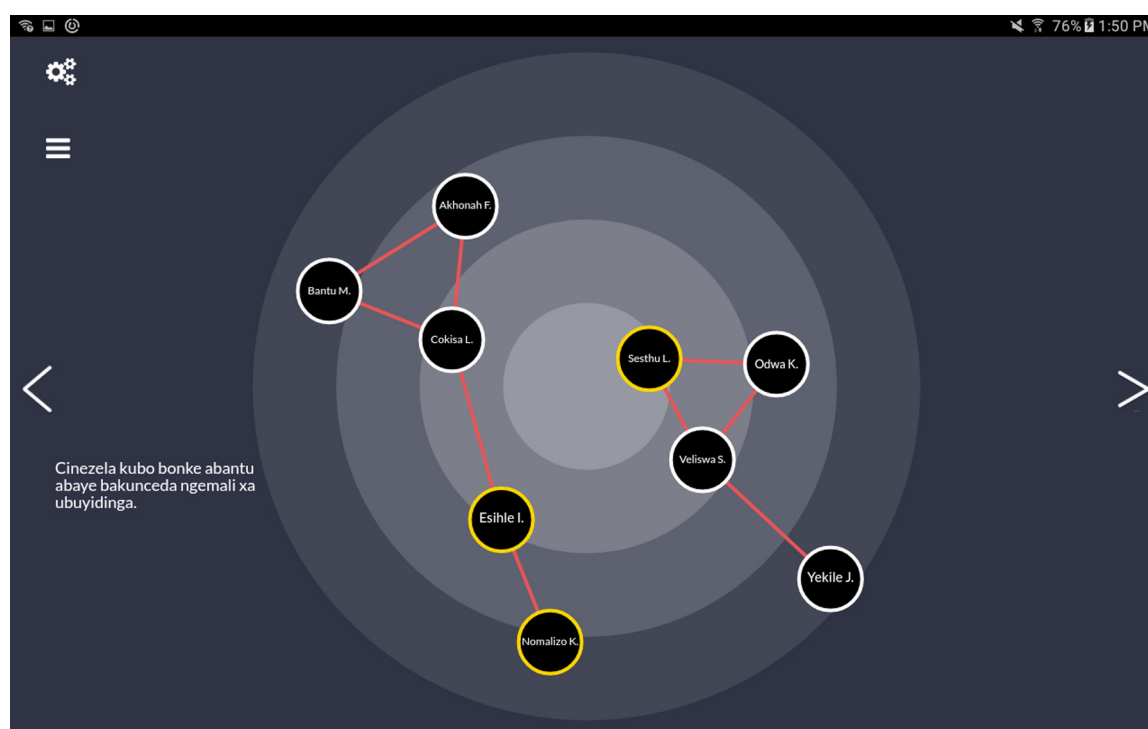 76% 1:50 PM
Akhonah F.
Bantu M.
Cokisa L.
Sesthu L.
Odwa K.
Veliswa S.
Cinezela kubo bonke abantu
abaye bakunceda ngemali xa
ubuyidinga.
Esihle I.
Yekile J.
Nomalizo K.